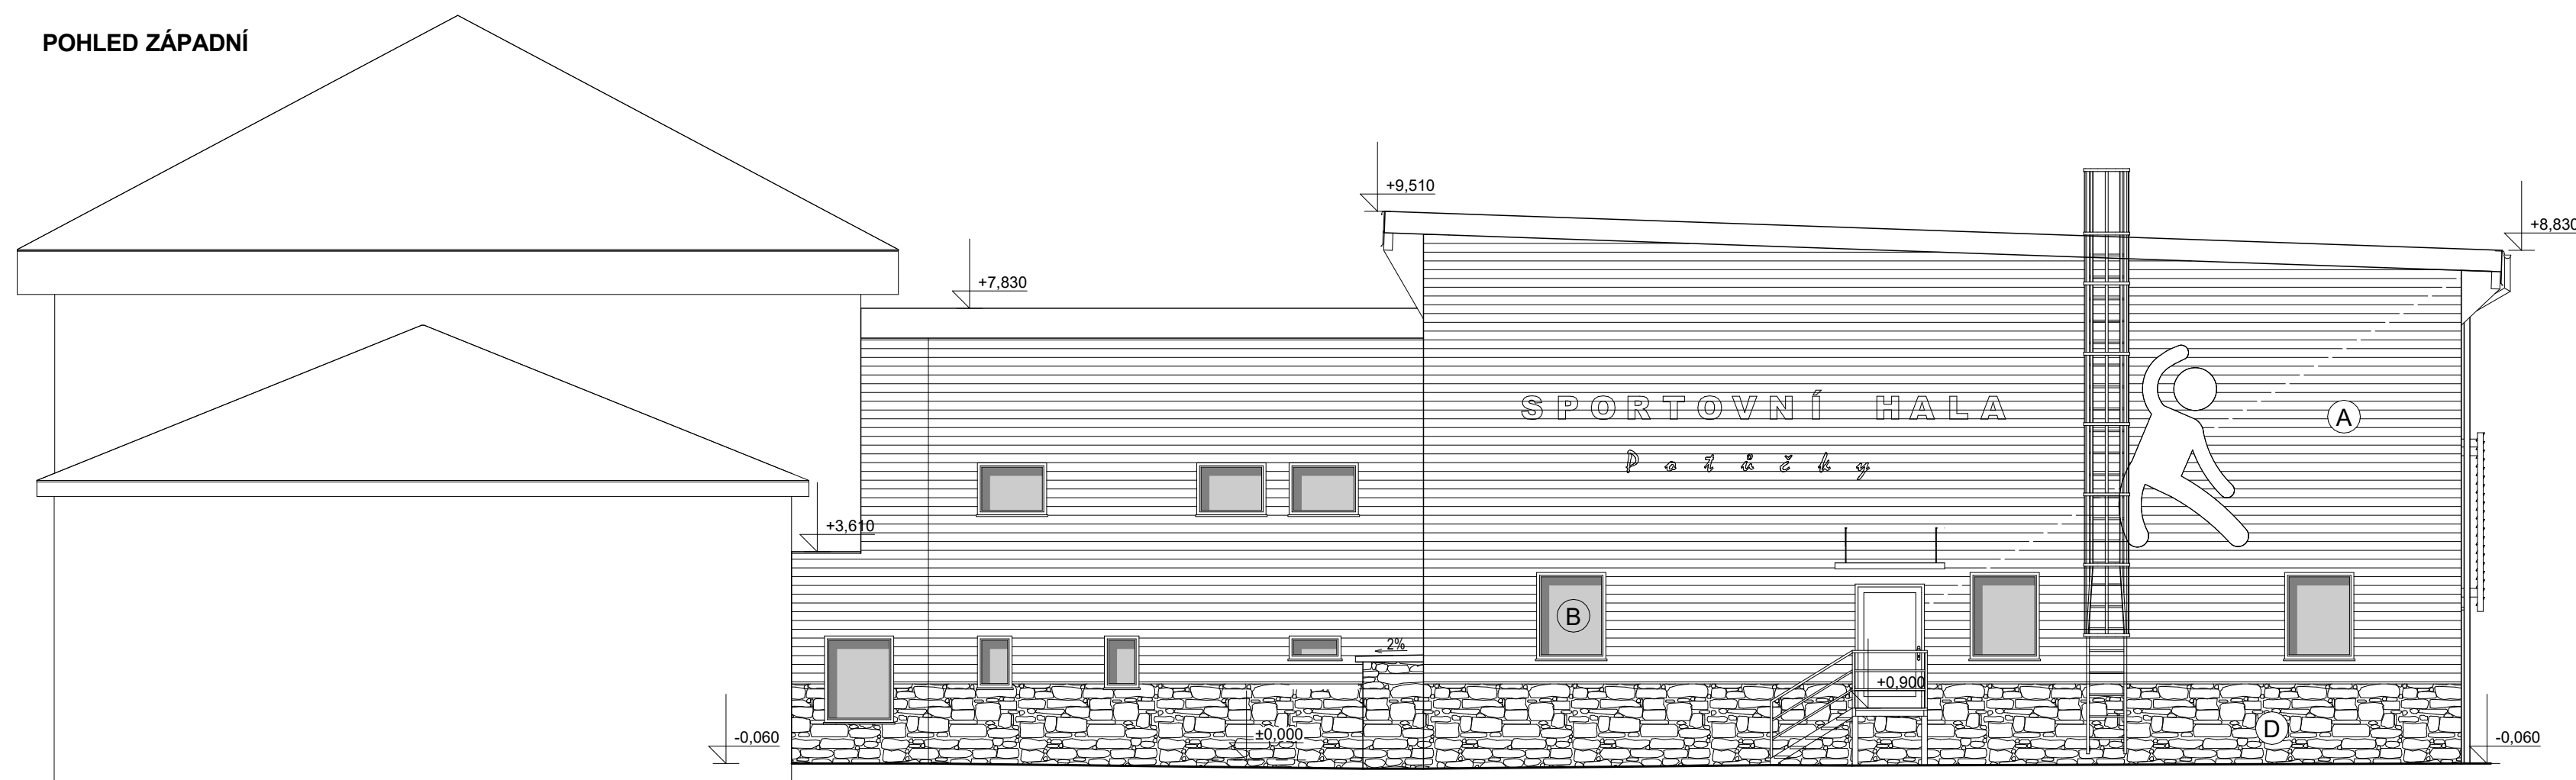 POHLED ZÁPADNÍ
+9,510
+8,830
+7,830
SPORTOVNÍ HALA
A
Potůčky
+3,610
B
2%
+0,900
D
-0,060
±0,000
-0,060